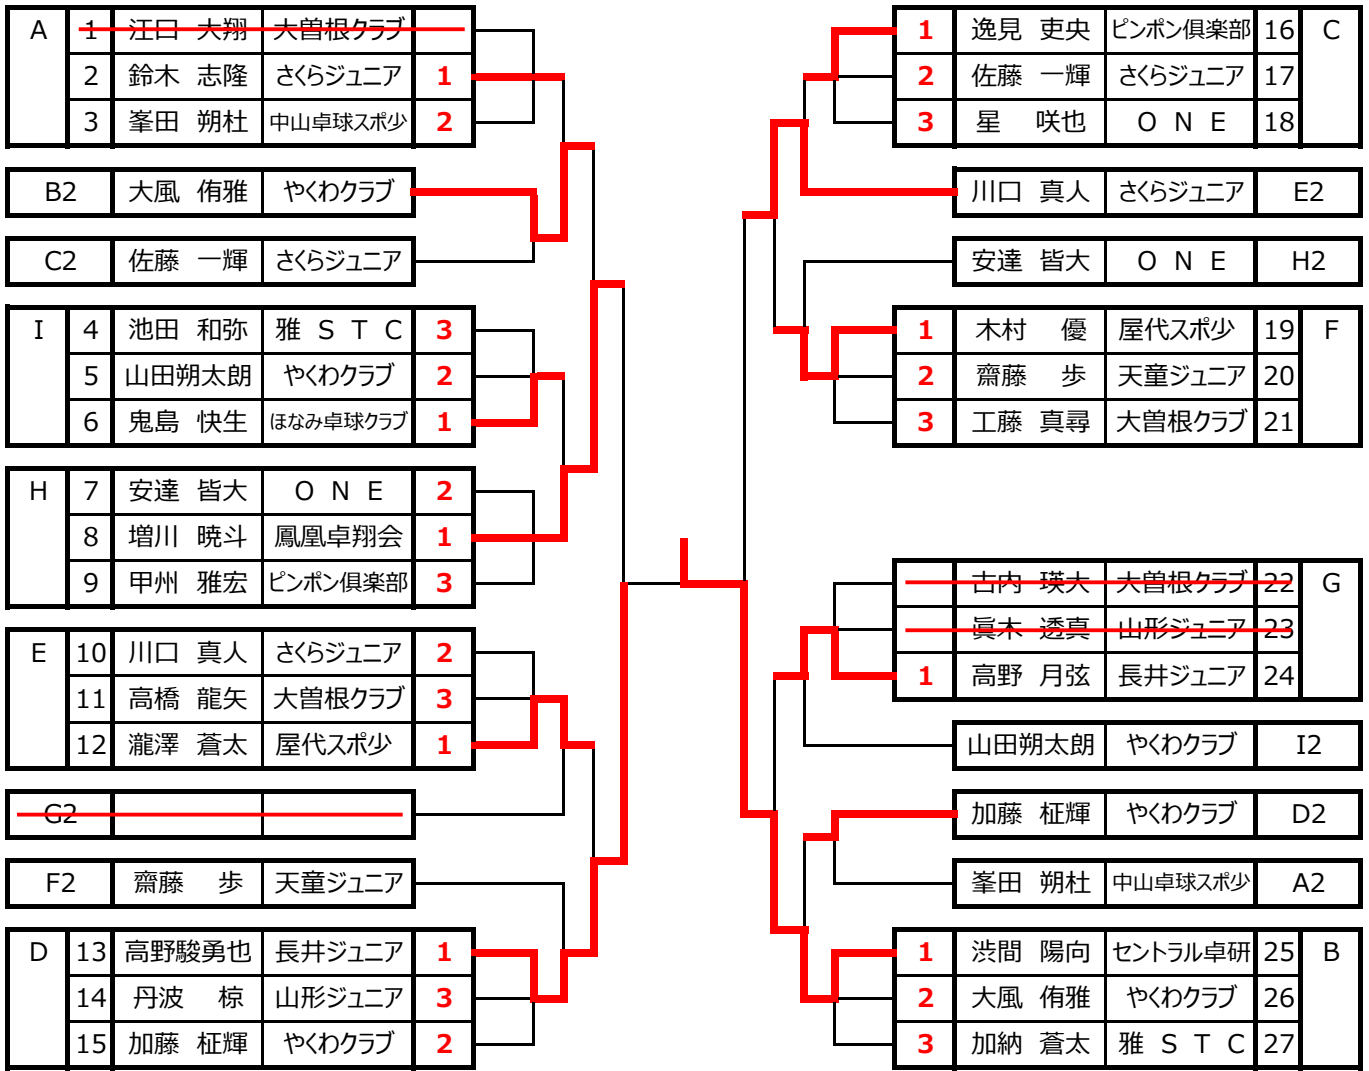 A 1 江口 大翔 大曽根クラブ
2 鈴木 志隆 さくらジュニア 1
3 峯田 朔杜 中山卓球スポ少 2
B2 大風 侑雅 やくわクラブ
C2 佐藤 一輝 さくらジュニア
I 4 池田 和弥 雅STC 3
5 山田朔太朗 やくわクラブ 2
6 鬼島 快生 ほなみ卓球クラブ 1
H 7 安達 皆大 ONE 2
8 増川 暁斗 鳳凰卓翔会 1
9 甲州 雅宏 ピンポン倶楽部 3
E 10 川口 真人 さくらジュニア 2
11 高橋 龍矢 大曽根クラブ 3
12 瀧澤 蒼太 屋代スポ少 1
G2
F2 齋藤 歩 天童ジュニア
D 13 高野駿勇也 長井ジュニア 1
14 丹波 椋 山形ジュニア 3
15 加藤 柾輝 やくわクラブ 2
1 逸見 吏央 ピンポン倶楽部 16 C
2 佐藤 一輝 さくらジュニア 17
3 星 咲也 ONE 18
川口 真人 さくらジュニア E2
安達 皆大 ONE H2
1 木村 優 屋代スポ少 19 F
2 齋藤 歩 天童ジュニア 20
3 工藤 真尋 大曽根クラブ 21
古内 瑛大 大曽根クラブ 22 G
眞木 透真 山形ジュニア 23
1 高野 月弦 長井ジュニア 24
山田朔太朗 やくわクラブ I2
加藤 柾輝 やくわクラブ D2
峯田 朔杜 中山卓球スポ少 A2
1 渋間 陽向 セントラル卓研 25 B
2 大風 侑雅 やくわクラブ 26
3 加納 蒼太 雅STC 27